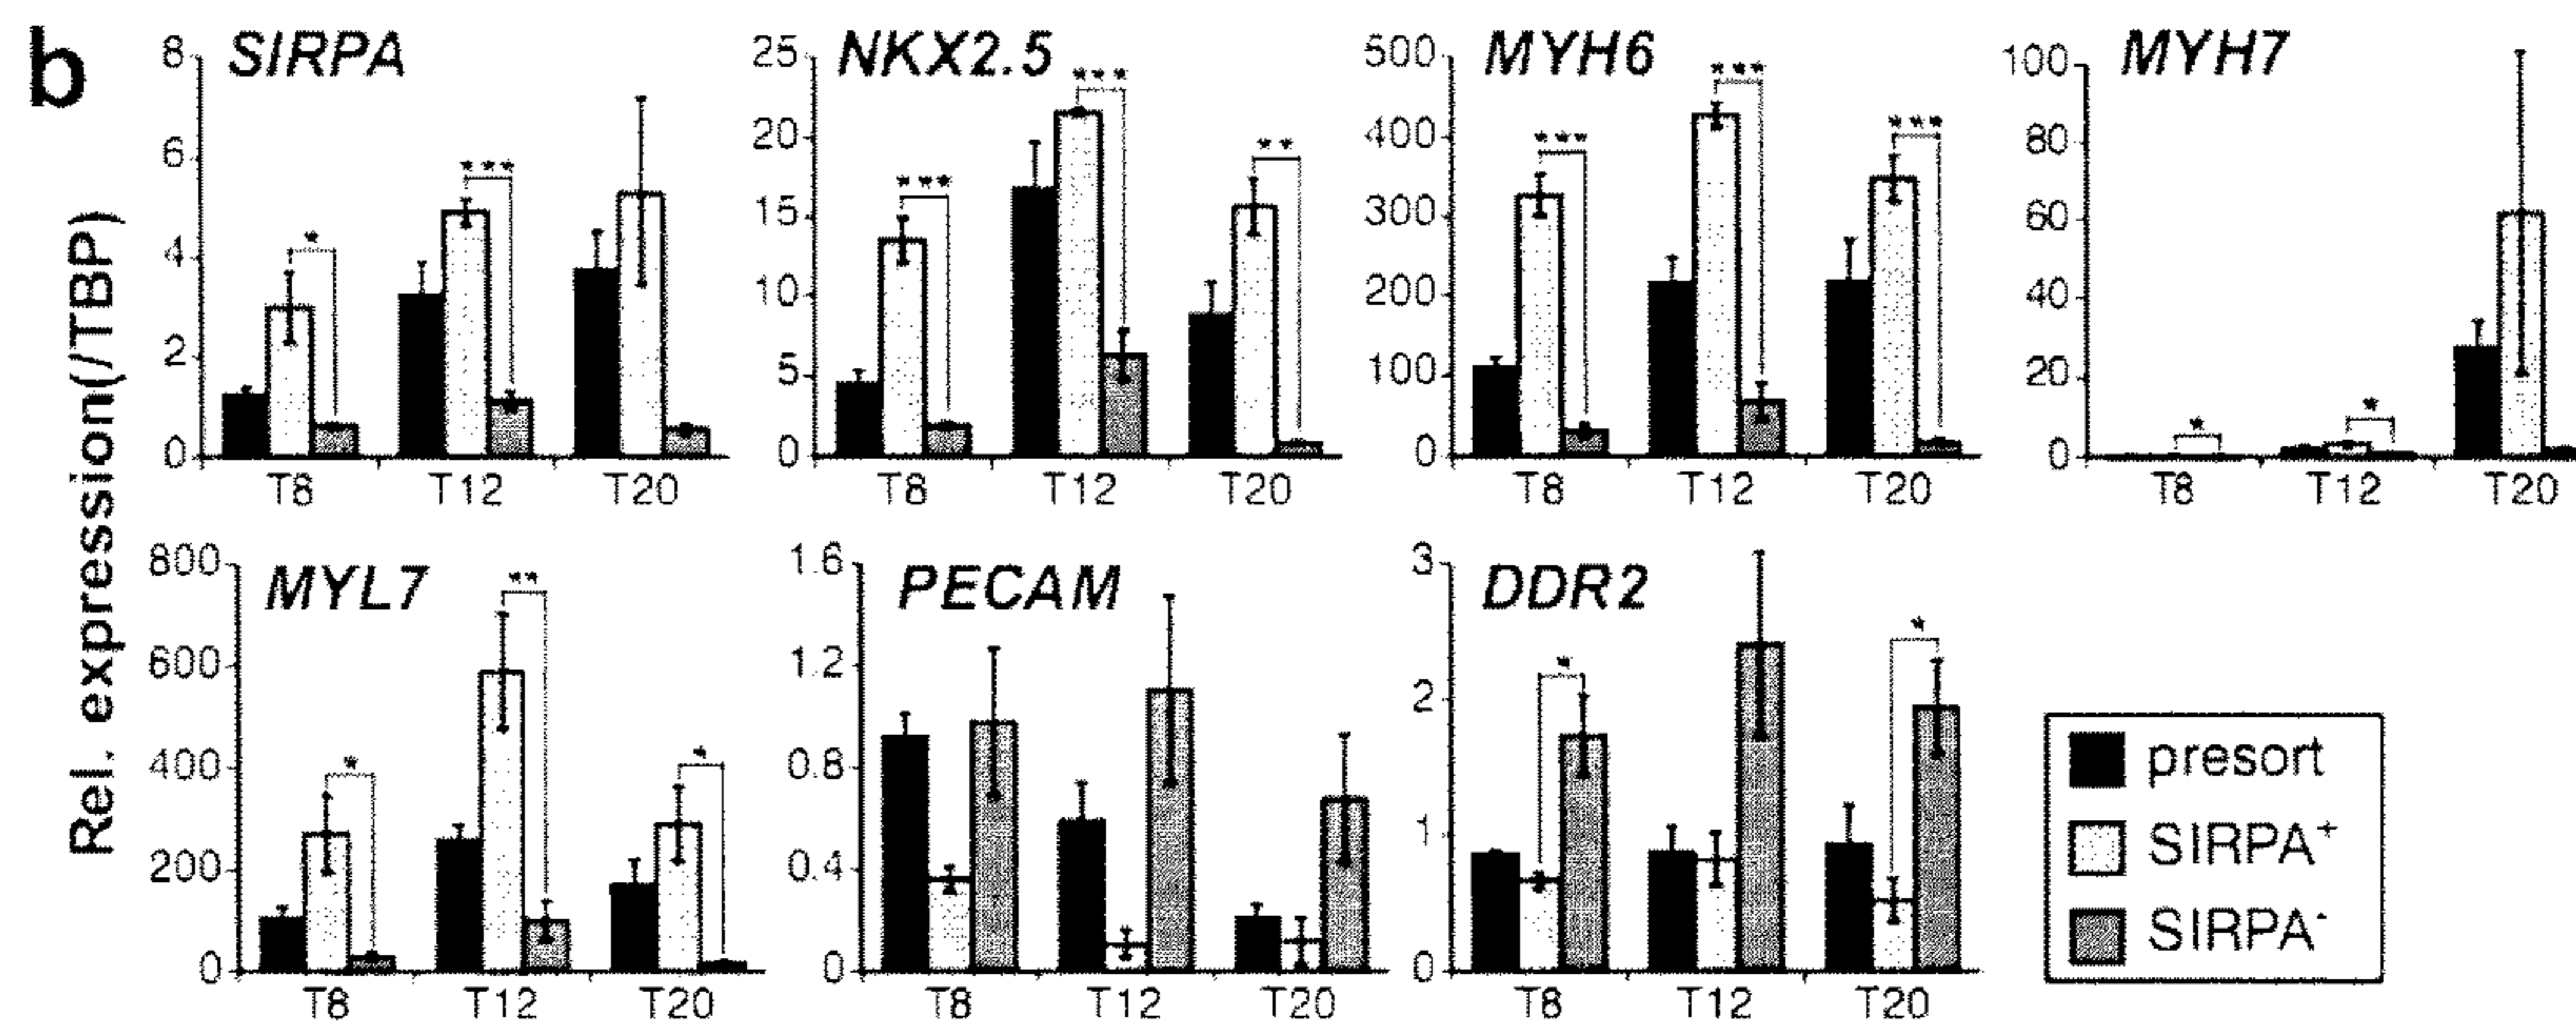 b
Rel. expression(/TBP)
SIRPA
8
6
4
2
0
*
***
T8 T12 T20
NKX2.5
25
20
15
10
5
0
***
***
**
T8 T12 T20
MYH6
500
400
300
200
100
0
***
***
***
T8 T12 T20
MYH7
100
80
60
40
20
0
*
*
T8 T12 T20
MYL7
800
600
400
200
0
*
**
*
T8 T12 T20
PECAM
1.6
1.2
0.8
0.4
0
T8 T12 T20
DDR2
3
2
1
0
*
*
T8 T12 T20
presort
SIRPA+
SIRPA-